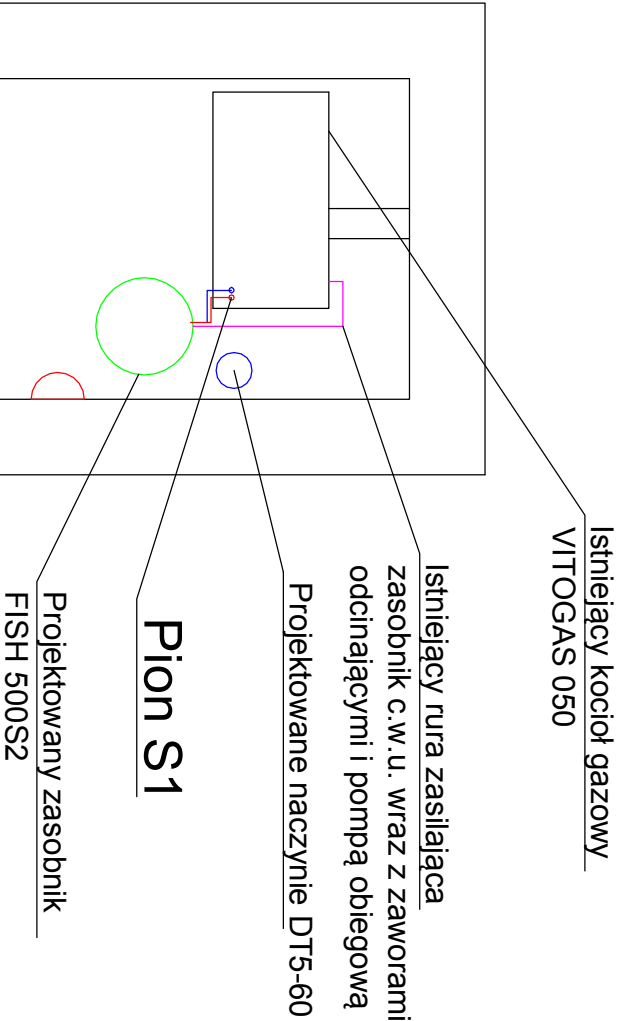 Istniejący kocioł gazowy
VITOGAS 050
Istniejący rura zasilająca
zasobnik c.w.u. wraz z zaworami
odcinającymi i pompą obiegową
Projektowane naczynie DT5-60
Pion S1
Projektowany zasobnik
FISH 500S2